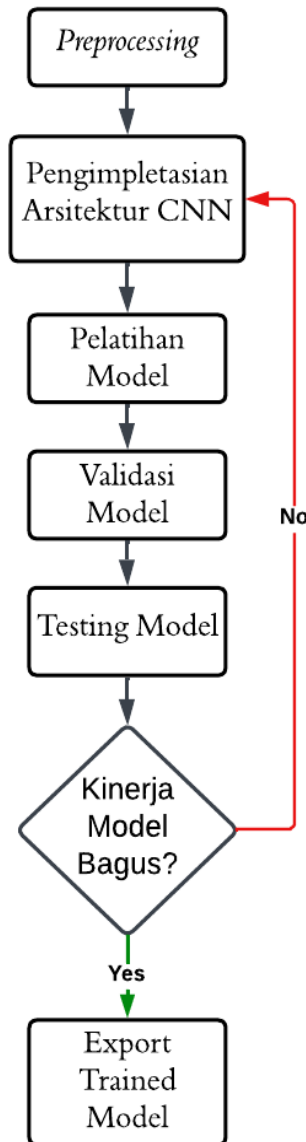 Preprocessing
Pengimpletasian
Arsitektur CNN
Pelatihan
Model
Validasi
Model
No
Testing Model
Kinerja
Model
Bagus?
Yes
Export
Trained
Model